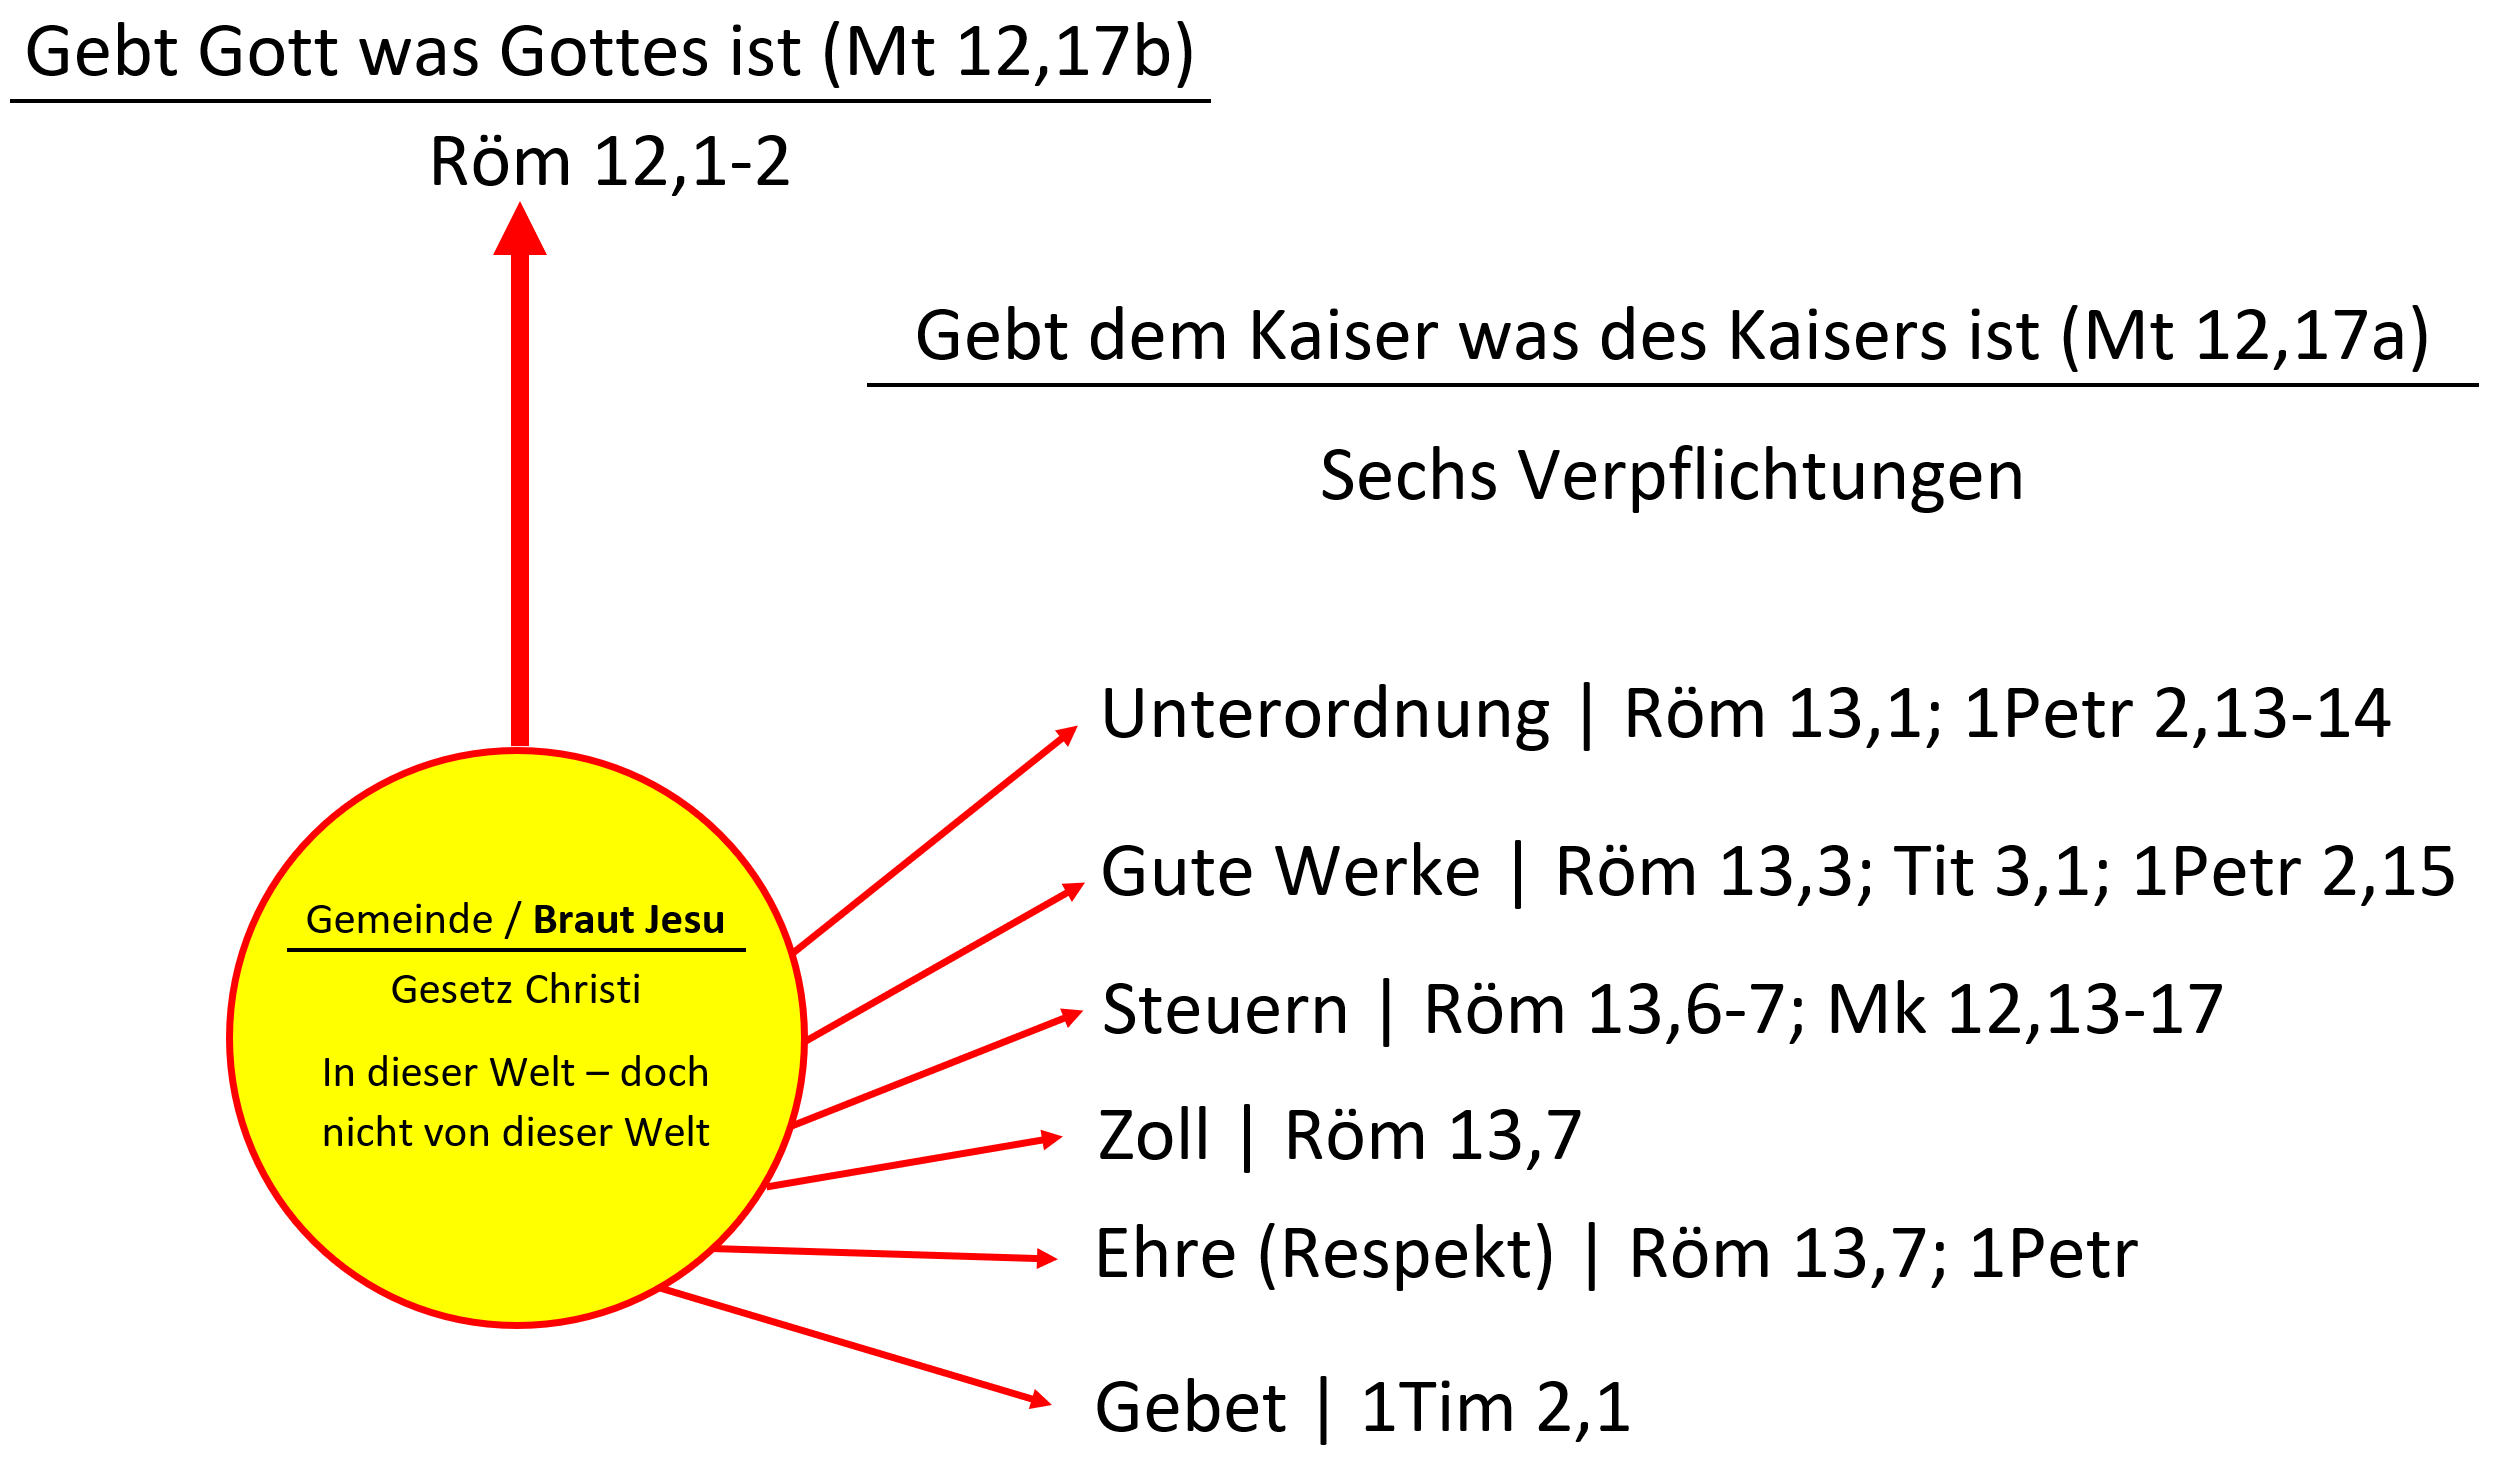 Gebt Gott was Gottes ist (Mt 12,17b)
Röm 12,1-2
Gebt dem Kaiser was des Kaisers ist (Mt 12,17a)
Sechs Verpflichtungen
Unterordnung | Röm 13,1; 1Petr 2,13-14
Gute Werke | Röm 13,3; Tit 3,1; 1Petr 2,15
Steuern | Röm 13,6-7; Mk 12,13-17
Zoll | Röm 13,7
Ehre (Respekt) | Röm 13,7; 1Petr
Gebet | 1Tim 2,1
Gemeinde / Braut Jesu
Gesetz Christi
In dieser Welt – doch
nicht von dieser Welt